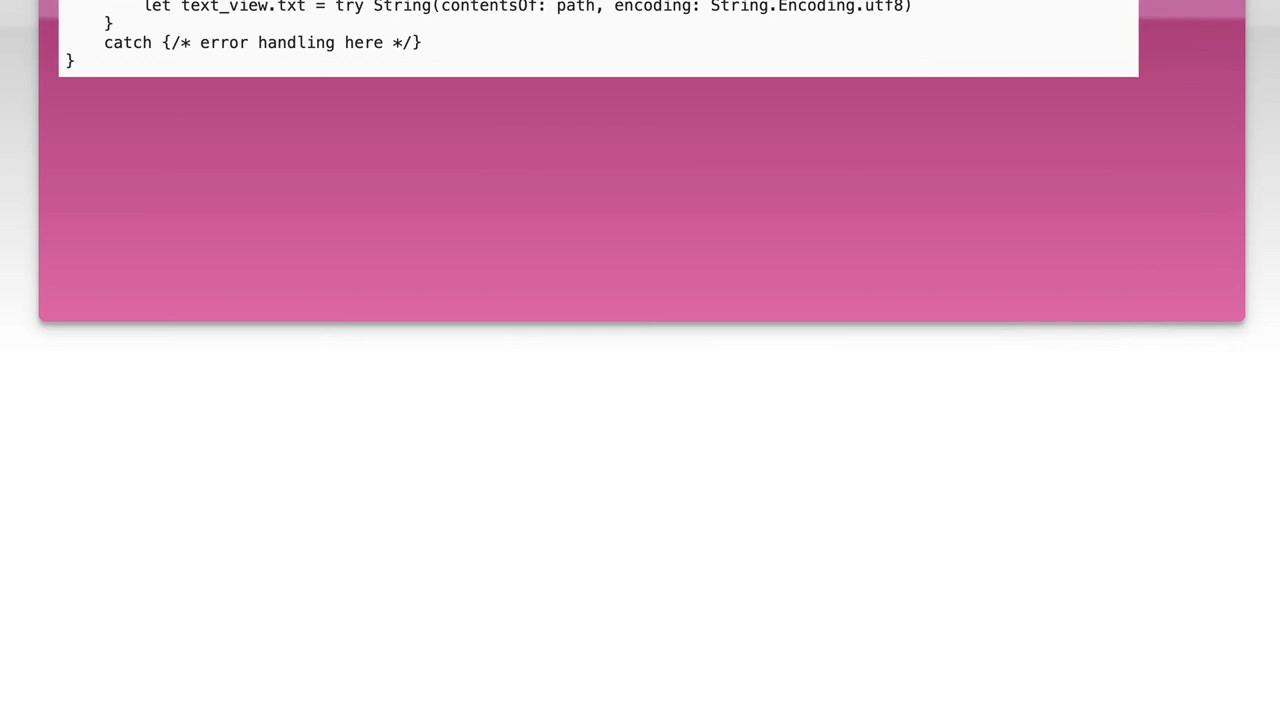 let text_view.txt = try String(contentsOf: path, encoding: String.Encoding.utf8)
}
catch {/* error handling here */}
}